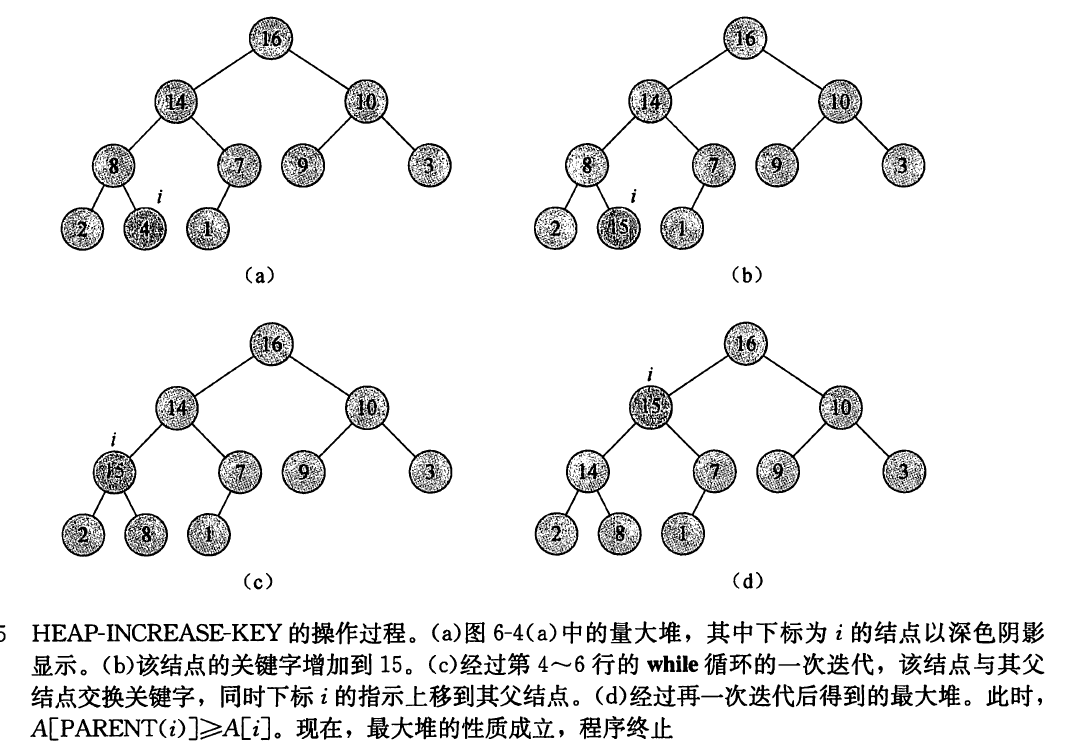 16
14 10
8 7 9 3
i
2 4 1
(a)
16
14 10
8 7 9 3
i
2 15 1
(b)
16
14 10
i
15 7 9 3
2 8 1
(c)
16
i
15 10
14 7 9 3
2 8 1
(d)
5 HEAP-INCREASE-KEY 的操作过程。(a)图 6-4(a)中的量大堆，其中下标为 i 的结点以深色阴影
显示。(b)该结点的关键字增加到 15。(c)经过第 4～6 行的 while 循环的一次迭代，该结点与其父
结点交换关键字，同时下标 i 的指示上移到其父结点。(d)经过再一次迭代后得到的最大堆。此时，
A[PARENT(i)]⩾A[i]。现在，最大堆的性质成立，程序终止